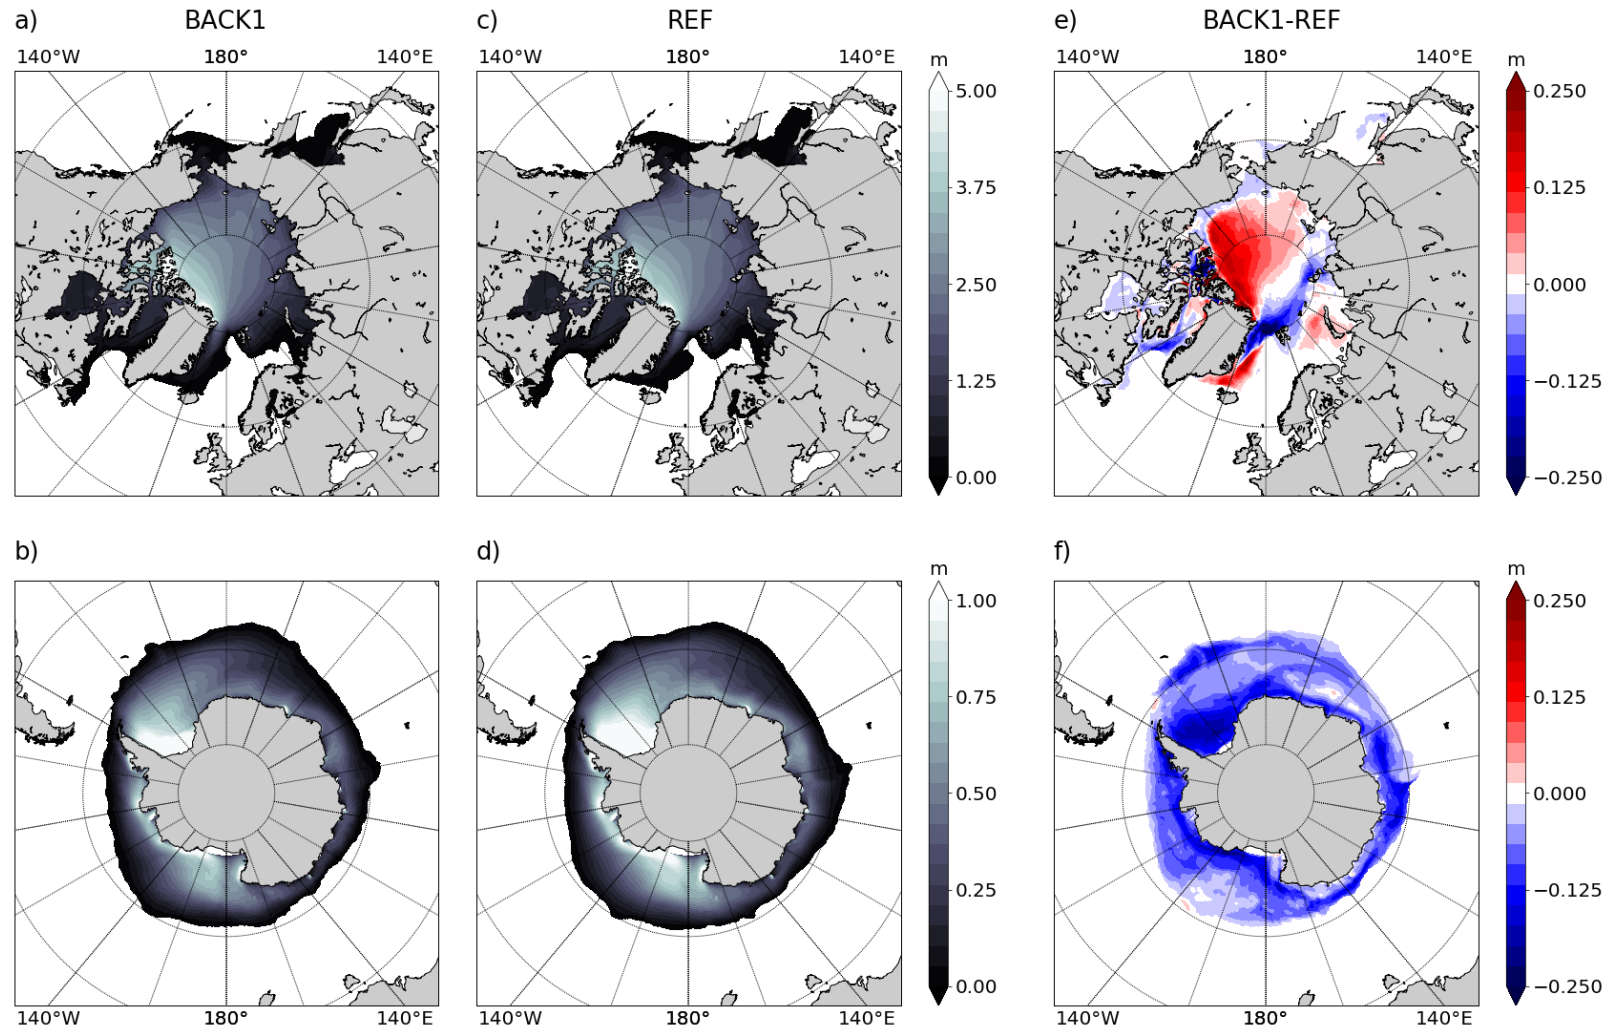 a) BACK1 c) REF e) BACK1-REF
140°W 180° 140°E 140°W 180° 140°E m 140°W 180° 140°E m
5.00 0.250
3.75 0.125
2.50 0.000
1.25 −0.125
0.00 −0.250
b) d) f)
m m
1.00 0.250
0.75 0.125
0.50 0.000
0.25 −0.125
0.00 −0.250
140°W 180° 140°E 140°W 180° 140°E 140°W 180° 140°E